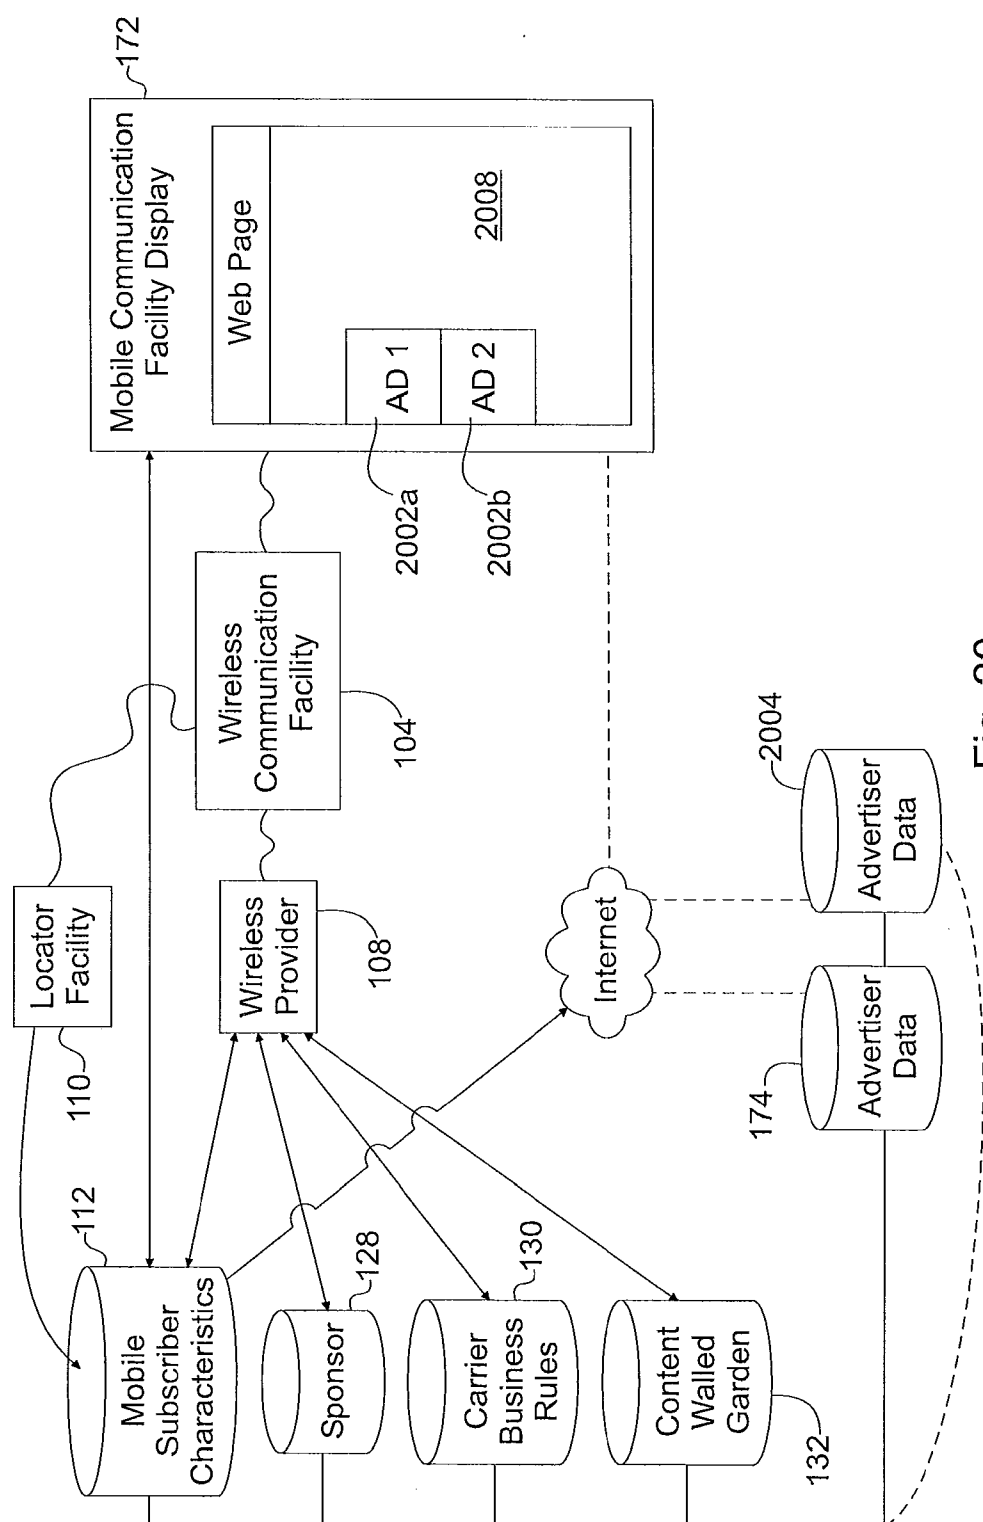 172
Mobile Communication
Facility Display
Web Page
2008
AD 1
AD 2
2002a
2002b
Wireless
Communication
Facility
104
Locator
Facility
110
Wireless
Provider
108
Internet
2004
Advertiser
Data
174
Advertiser
Data
112
Mobile
Subscriber
Characteristics
128
Sponsor
130
Carrier
Business
Rules
Content
Walled
Garden
132
Fig.